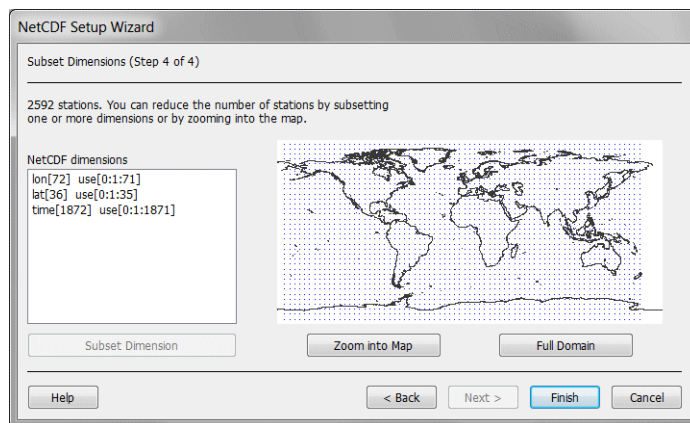 NetCDF Setup Wizard
Subset Dimensions (Step 4 of 4)
2592 stations. You can reduce the number of stations by subsetting
one or more dimensions or by zooming into the map.
NetCDF dimensions
lon[72] use[0:1:71]
lat[36] use[0:1:35]
time[1872] use[0:1:1871]
Subset Dimension
Zoom into Map
Full Domain
Help
< Back
Next >
Finish
Cancel